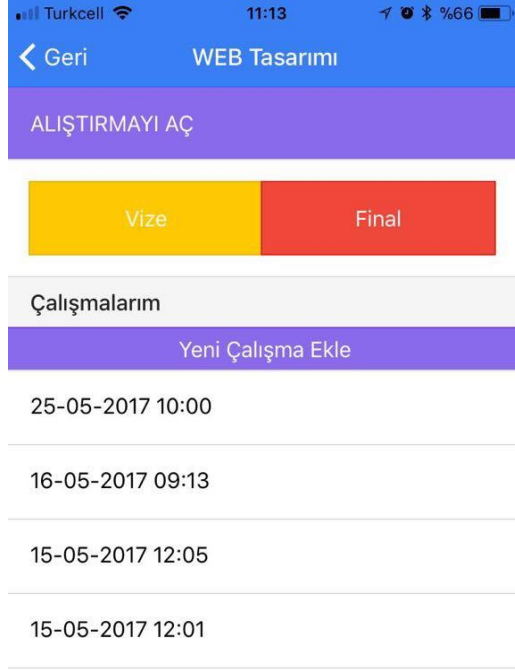 Turkcell 11:13 %66
Geri WEB Tasarımı
ALIŞTIRMAYI AÇ
Vize Final
Çalışmalarım
Yeni Çalışma Ekle
25-05-2017 10:00
16-05-2017 09:13
15-05-2017 12:05
15-05-2017 12:01